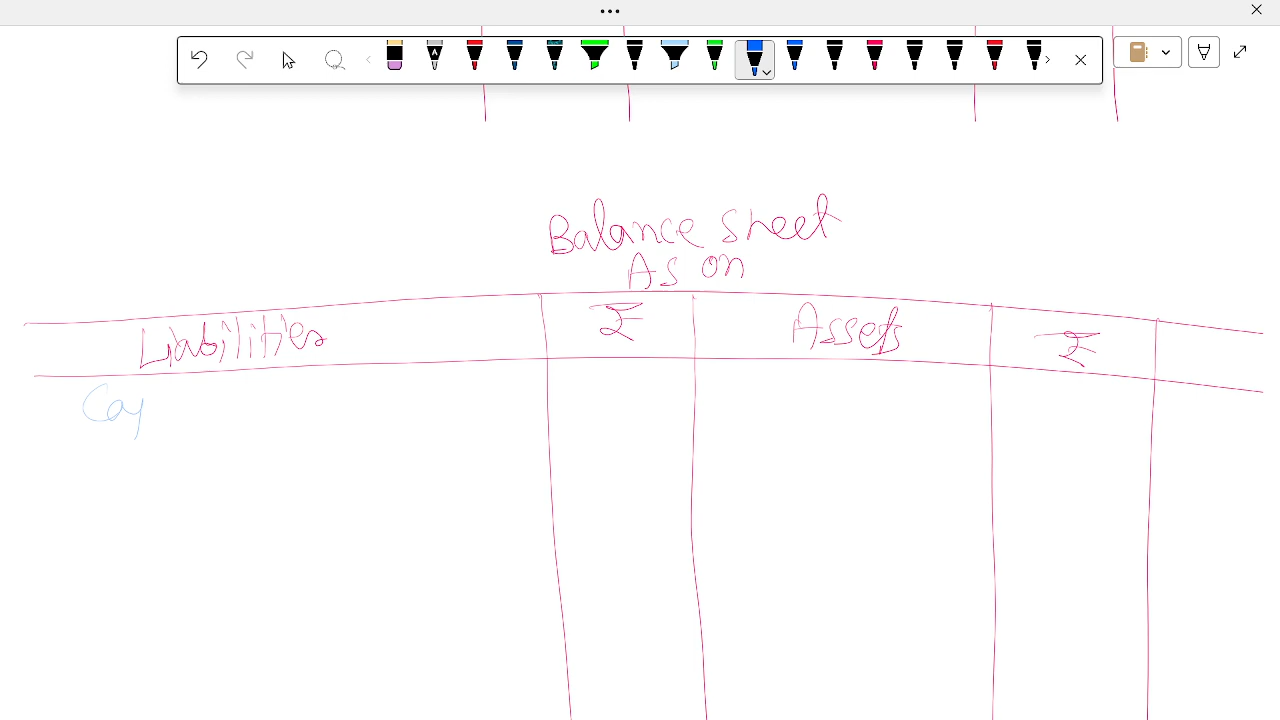 Balance Sheet
As on
Liabilities ₹ Assets ₹
Cap